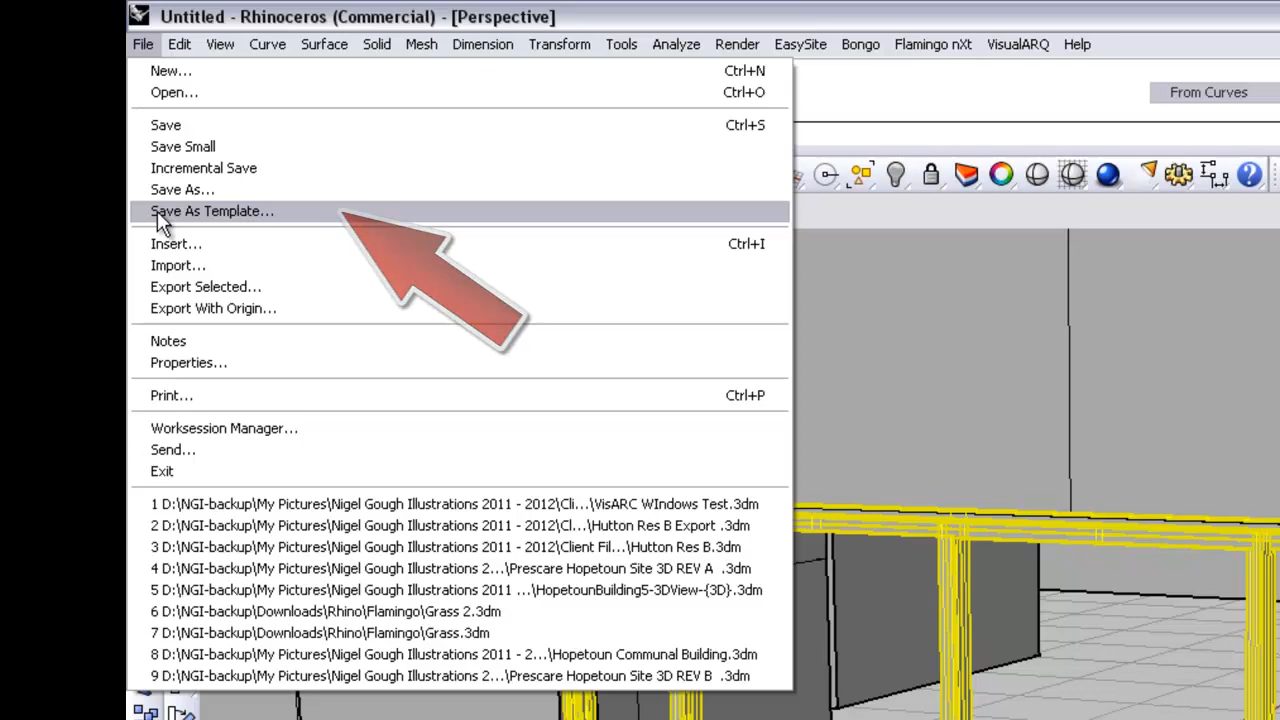 Untitled - Rhinoceros (Commercial) - [Perspective]
File Edit View Curve Surface Solid Mesh Dimension Transform Tools Analyze Render EasySite Bongo Flamingo nXt VisualARQ Help
New... Ctrl+N
Open... Ctrl+O
From Curves
Save Ctrl+S
Save Small
Incremental Save
Save As...
Save As Template...
Insert... Ctrl+I
Import...
Export Selected...
Export With Origin...
Notes
Properties...
Print... Ctrl+P
Worksession Manager...
Send...
Exit
1 D:\NGI-backup\My Pictures\Nigel Gough Illustrations 2011 - 2012\Cli...\VisARC WIndows Test.3dm
2 D:\NGI-backup\My Pictures\Nigel Gough Illustrations 2011 - 2012\Cl...\Hutton Res B Export .3dm
3 D:\NGI-backup\My Pictures\Nigel Gough Illustrations 2011 - 2012\Client Fil...\Hutton Res B.3dm
4 D:\NGI-backup\My Pictures\Nigel Gough Illustrations 2...\Prescare Hopetoun Site 3D REV A .3dm
5 D:\NGI-backup\My Pictures\Nigel Gough Illustrations 2011 ...\HopetounBuilding5-3DView-{3D}.3dm
6 D:\NGI-backup\Downloads\Rhino\Flamingo\Grass 2.3dm
7 D:\NGI-backup\Downloads\Rhino\Flamingo\Grass.3dm
8 D:\NGI-backup\My Pictures\Nigel Gough Illustrations 2011 - 2...\Hopetoun Communal Building.3dm
9 D:\NGI-backup\My Pictures\Nigel Gough Illustrations 2...\Prescare Hopetoun Site 3D REV B .3dm